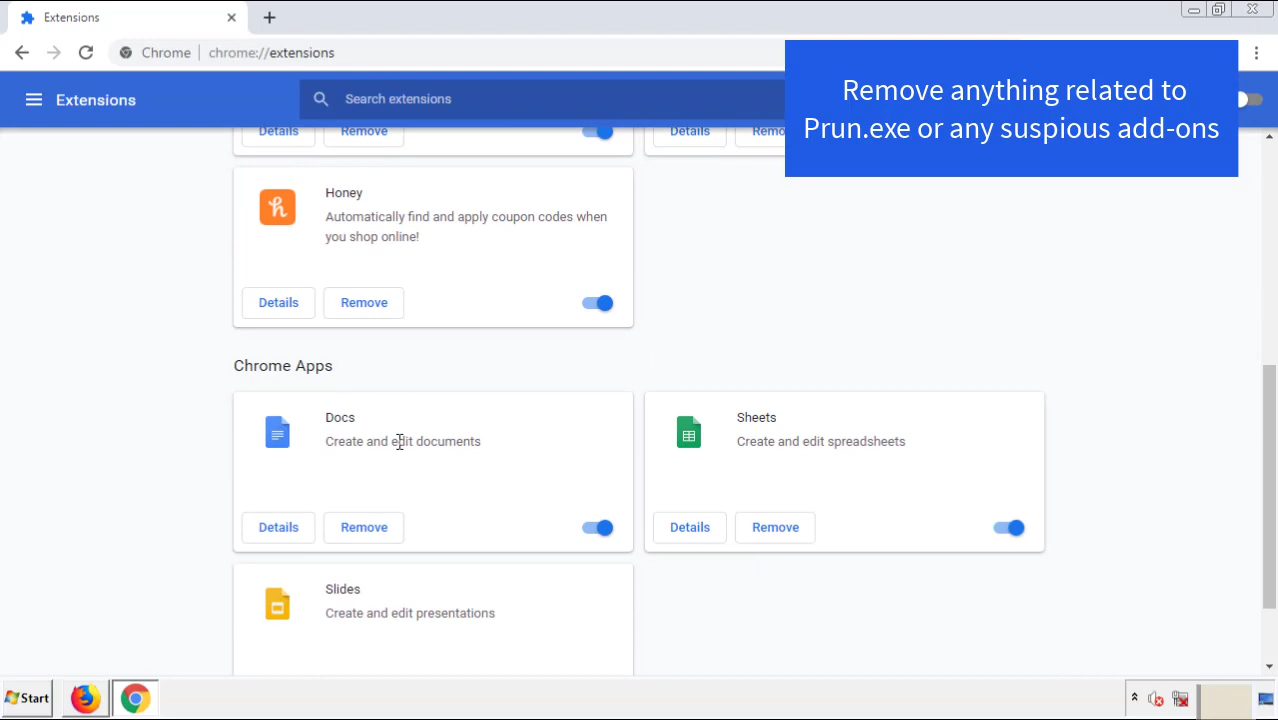 Extensions
Chrome
chrome://extensions
Extensions
Search extensions
Remove anything related to
Prun.exe or any suspious add-ons
Details
Remove
Details
Remo
Honey
Automatically find and apply coupon codes when
you shop online!
Details
Remove
Chrome Apps
Docs
Create and edit documents
Details
Remove
Sheets
Create and edit spreadsheets
Details
Remove
Slides
Create and edit presentations
Start